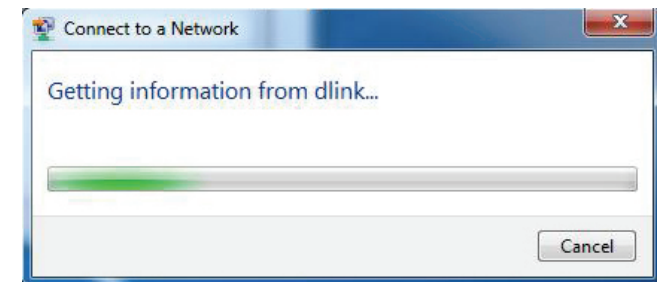 Connect to a Network
Getting information from dlink...
Cancel